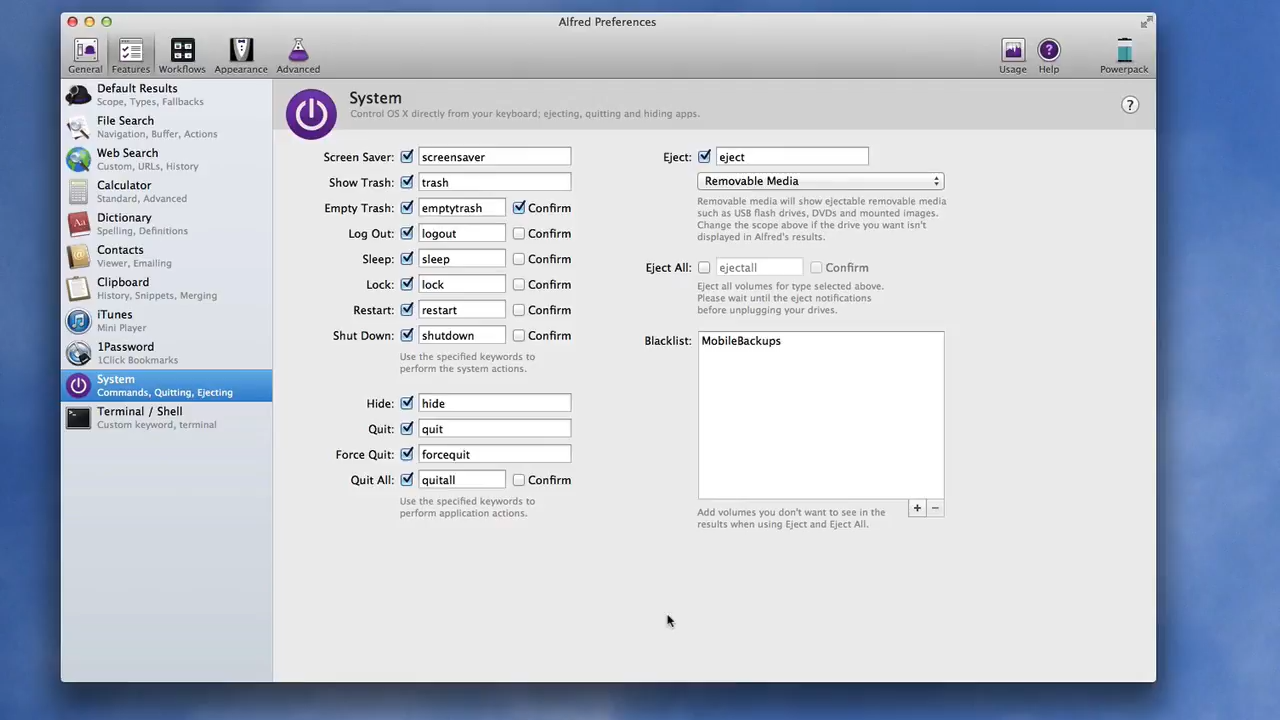 Alfred Preferences
General
Features
Workflows
Appearance
Advanced
Usage
Help
Powerpack
Default Results
Scope, Types, Fallbacks
File Search
Navigation, Buffer, Actions
Web Search
Custom, URLs, History
Calculator
Standard, Advanced
Dictionary
Spelling, Definitions
Contacts
Viewer, Emailing
Clipboard
History, Snippets, Merging
iTunes
Mini Player
1Password
1Click Bookmarks
System
Commands, Quitting, Ejecting
Terminal / Shell
Custom keyword, terminal
System
Control OS X directly from your keyboard; ejecting, quitting and hiding apps.
?
Screen Saver: screensaver
Show Trash: trash
Empty Trash: emptytrash Confirm
Log Out: logout Confirm
Sleep: sleep Confirm
Lock: lock Confirm
Restart: restart Confirm
Shut Down: shutdown Confirm
Use the specified keywords to
perform the system actions.
Hide: hide
Quit: quit
Force Quit: forcequit
Quit All: quitall Confirm
Use the specified keywords to
perform application actions.
Eject: eject
Removable Media
Removable media will show ejectable removable media
such as USB flash drives, DVDs and mounted images.
Change the scope above if the drive you want isn't
displayed in Alfred's results.
Eject All: ejectall Confirm
Eject all volumes for type selected above.
Please wait until the eject notifications
before unplugging your drives.
Blacklist: MobileBackups
Add volumes you don't want to see in the
results when using Eject and Eject All.